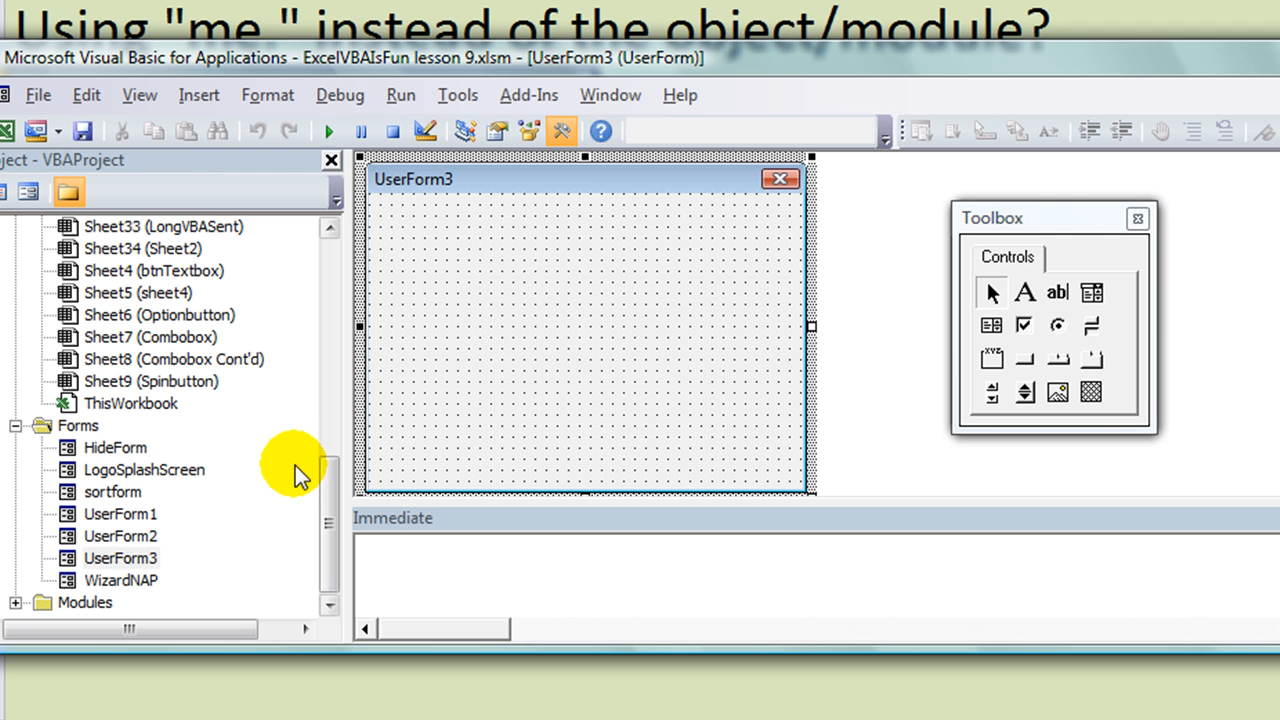 Using "me." instead of the object/module?
Microsoft Visual Basic for Applications - ExcelVBAIsFun lesson 9.xlsm - [UserForm3 (UserForm)]
File Edit View Insert Format Debug Run Tools Add-Ins Window Help
ject - VBAProject
UserForm3
Toolbox
Controls
A ab|
xyz
Sheet33 (LongVBASent)
Sheet34 (Sheet2)
Sheet4 (btnTextbox)
Sheet5 (sheet4)
Sheet6 (Optionbutton)
Sheet7 (Combobox)
Sheet8 (Combobox Cont'd)
Sheet9 (Spinbutton)
ThisWorkbook
Forms
HideForm
LogoSplashScreen
sortform
UserForm1
UserForm2
UserForm3
WizardNAP
Modules
Immediate